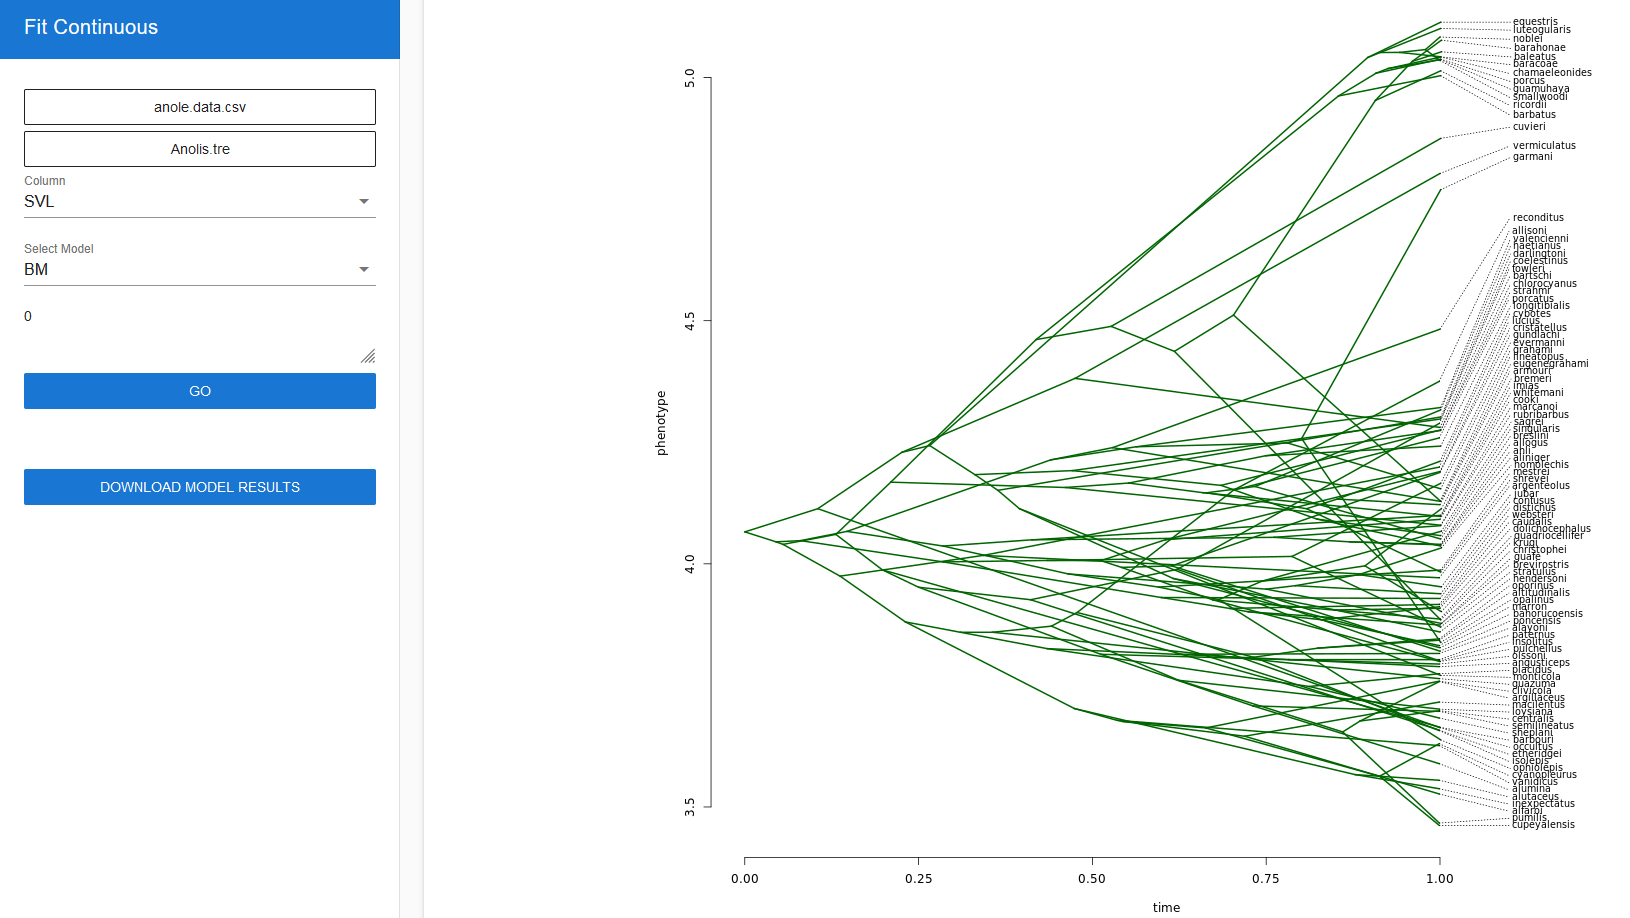 Fit Continuous
anole.data.csv
Anolis.tre
Column
SVL
Select Model
BM
0
GO
DOWNLOAD MODEL RESULTS
phenotype
5.0
4.5
4.0
3.5
0.00
0.25
0.50
0.75
1.00
time
equestris
luteogularis
noblei
barahonae
baleatus
baracoae
chamaeleonides
porcus
guamuhaya
smallwoodi
ricordii
barbatus
cuvieri
vermiculatus
garmani
reconditus
allisoni
valencienni
haetianus
darlingtoni
coelestinus
fowleri
bartschi
chlorocyanus
strahmi
porcatus
longitibialis
cybotes
lucius
cristatellus
gundlachi
evermanni
grahami
lineatopus
eugenegrahami
armouri
bremeri
imias
whitemani
cooki
marcanoi
rubribarbus
sagrei
singularis
breslini
allogus
ahli
aliniger
homolechis
mestrei
shrevei
argenteolus
jubar
confusus
distichus
websteri
caudalis
dolichocephalus
quadriocellifer
krugi
christophei
guafe
brevirostris
stratulus
hendersoni
oporinus
altitudinalis
opalinus
marron
bahorucoensis
poncensis
alayoni
paternus
insolitus
pulchellus
olssoni
angusticeps
placidus
monticola
guazuma
clivicola
argillaceus
macilentus
loysiana
centralis
semilineatus
sheplani
barbouri
occultus
etheridgei
isolepis
ophiolepis
cyanopleurus
vanidicus
alumina
alutaceus
inexpectatus
alfaroi
pumilis
cupeyalensis